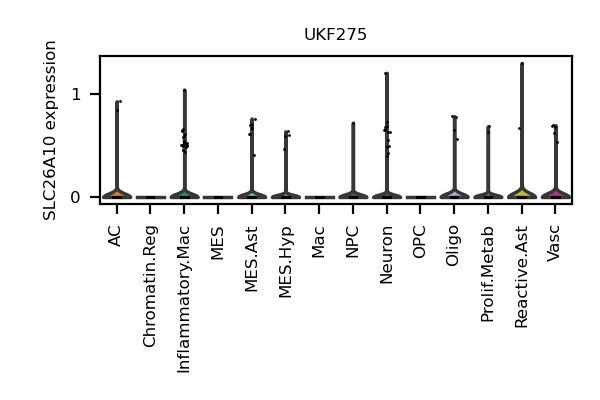 UKF275
SLC26A10 expression
1
0
AC
Chromatin.Reg
Inflammatory.Mac
MES
MES.Ast
MES.Hyp
Mac
NPC
Neuron
OPC
Oligo
Prolif.Metab
Reactive.Ast
Vasc